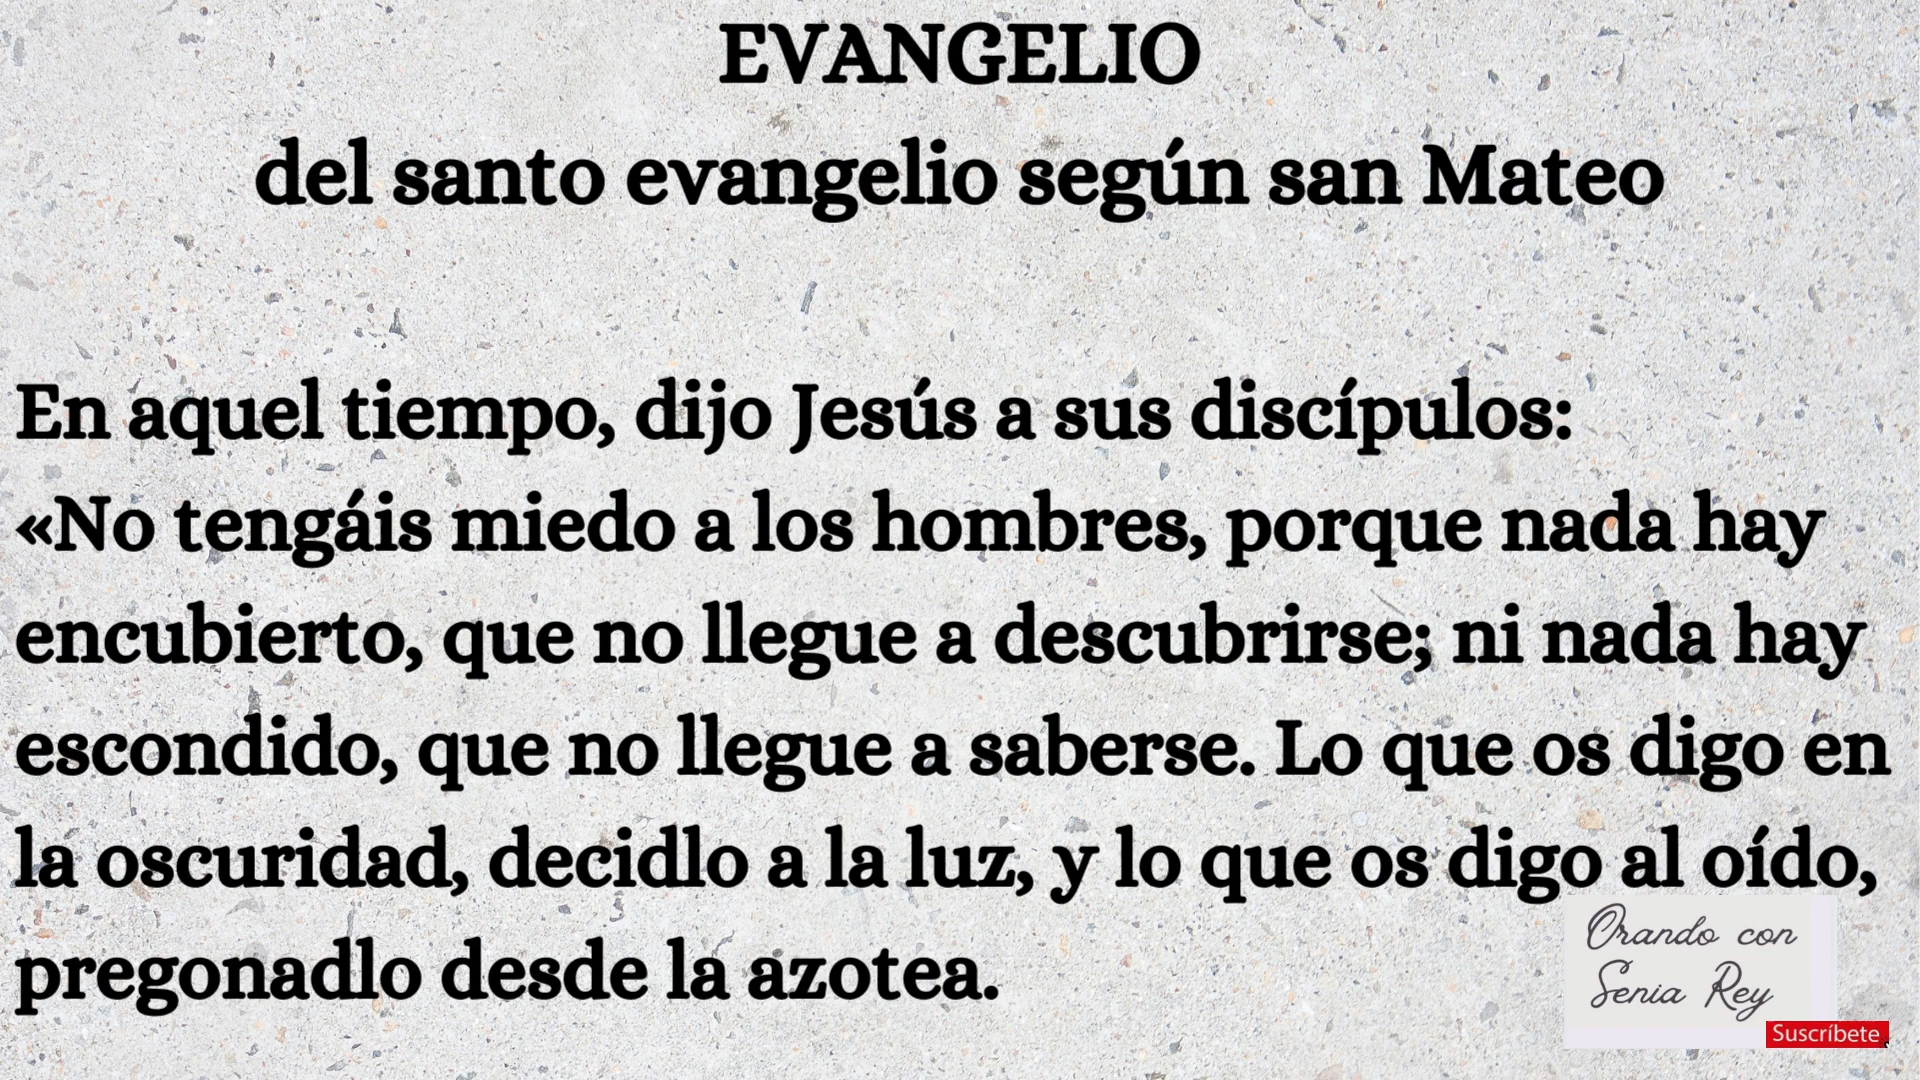 EVANGELIO
del santo evangelio según san Mateo
En aquel tiempo, dijo Jesús a sus discípulos:
«No tengáis miedo a los hombres, porque nada hay
encubierto, que no llegue a descubrirse; ni nada hay
escondido, que no llegue a saberse. Lo que os digo en
la oscuridad, decidlo a la luz, y lo que os digo al oído,
pregonadlo desde la azotea.
Orando con
Senia Rey
Suscríbete